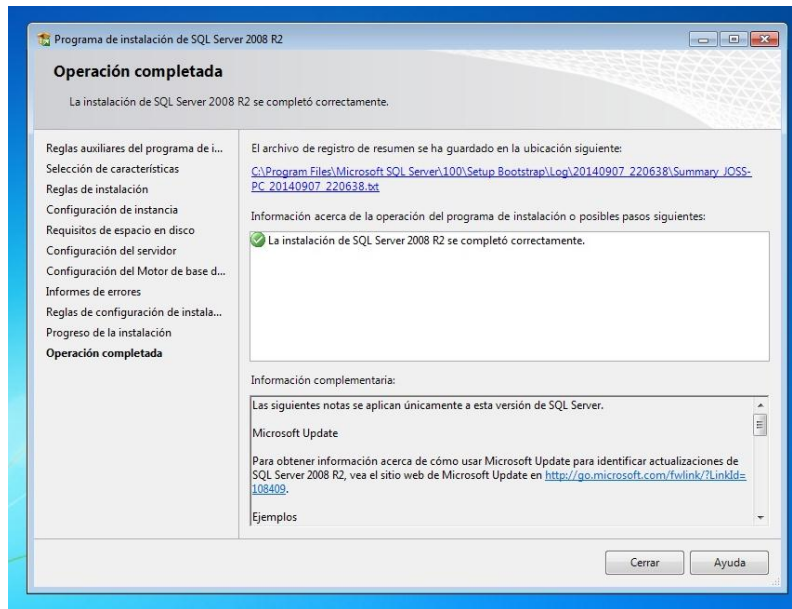 Programa de instalación de SQL Server 2008 R2
Operación completada
La instalación de SQL Server 2008 R2 se completó correctamente.
Reglas auxiliares del programa de i...
Selección de características
Reglas de instalación
Configuración de instancia
Requisitos de espacio en disco
Configuración del servidor
Configuración del Motor de base d...
Informes de errores
Reglas de configuración de instala...
Progreso de la instalación
Operación completada
El archivo de registro de resumen se ha guardado en la ubicación siguiente:
C:\Program Files\Microsoft SQL Server\100\Setup Bootstrap\Log\20140907_220638\Summary_JOSS-
PC_20140907_220638.txt
Información acerca de la operación del programa de instalación o posibles pasos siguientes:
La instalación de SQL Server 2008 R2 se completó correctamente.
Información complementaria:
Las siguientes notas se aplican únicamente a esta versión de SQL Server.
Microsoft Update
Para obtener información acerca de cómo usar Microsoft Update para identificar actualizaciones de
SQL Server 2008 R2, vea el sitio web de Microsoft Update en http://go.microsoft.com/fwlink/?LinkId=
108409.
Ejemplos
Cerrar
Ayuda